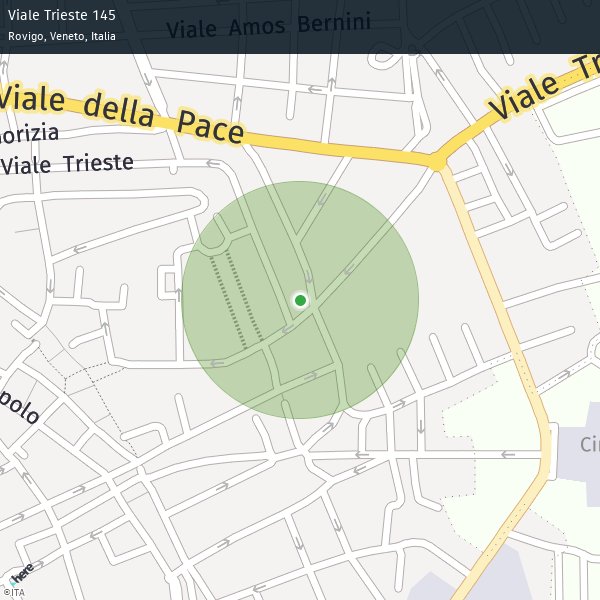 Viale Trieste 145
Rovigo, Veneto, Italia
Viale Amos Bernini
Viale Tr
Viale della Pace
orizia
Viale Trieste
polo
Ci
here
©ITA